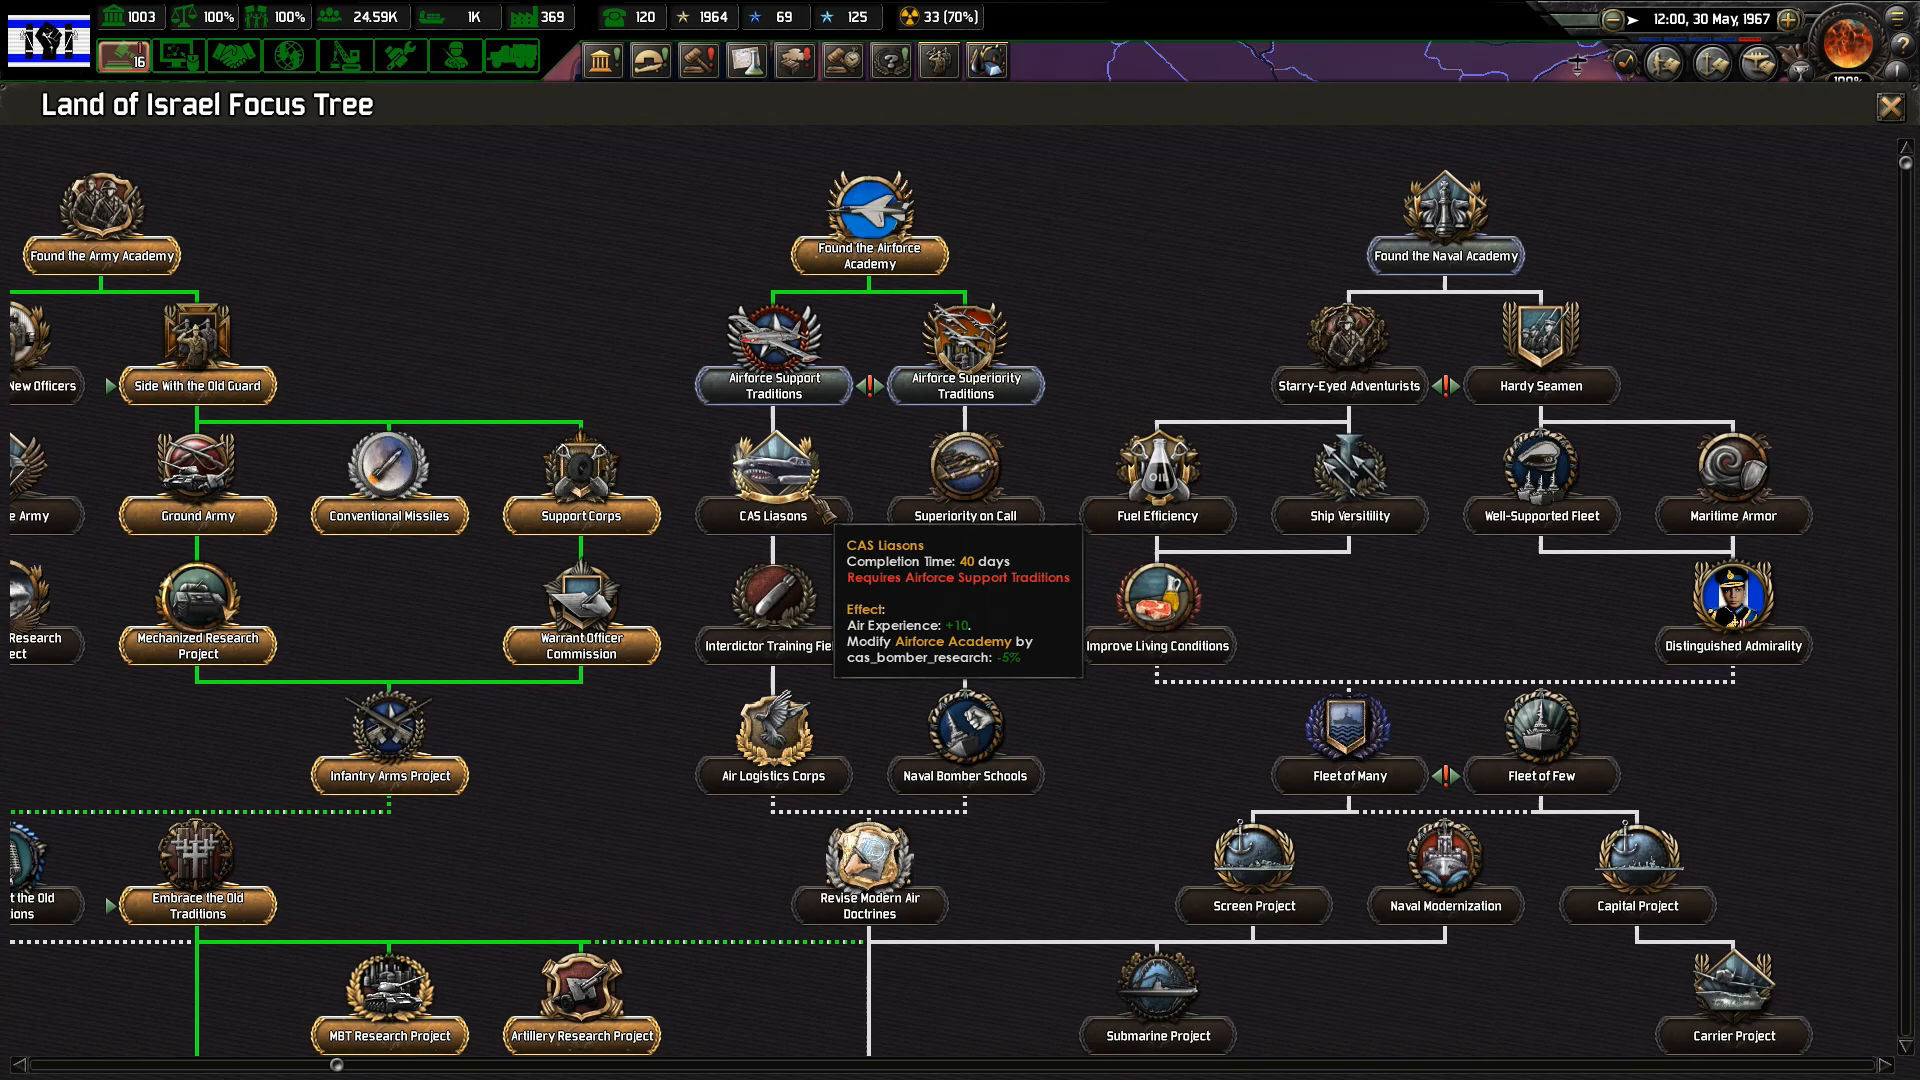 1003
100%
100%
24.59K
1K
369
120
1964
69
125
33 (70%)
12:00, 30 May, 1967
16
Land of Israel Focus Tree
Found the Army Academy
Found the Airforce
Academy
Found the Naval Academy
New Officers
Side With the Old Guard
Airforce Support
Traditions
Airforce Superiority
Traditions
Starry-Eyed Adventurists
Hardy Seamen
e Army
Ground Army
Conventional Missiles
Support Corps
CAS Liasons
Superiority on Call
Fuel Efficiency
Ship Versitility
Well-Supported Fleet
Maritime Armor
CAS Liasons
Completion Time: 40 days
Requires Airforce Support Traditions
Effect:
Air Experience: +10.
Modify Airforce Academy by
cas_bomber_research: -5%
Research
ect
Mechanized Research
Project
Warrant Officer
Commission
Interdictor Training Fiel
Improve Living Conditions
Distinguished Admirality
Infantry Arms Project
Air Logistics Corps
Naval Bomber Schools
Fleet of Many
Fleet of Few
t the Old
ions
Embrace the Old
Traditions
Revise Modern Air
Doctrines
Screen Project
Naval Modernization
Capital Project
MBT Research Project
Artillery Research Project
Submarine Project
Carrier Project